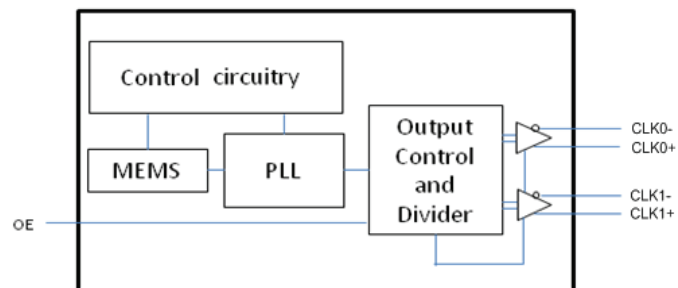 Control circuitry
MEMS
PLL
Output
Control
and
Divider
CLK0-
CLK0+
CLK1-
CLK1+
OE